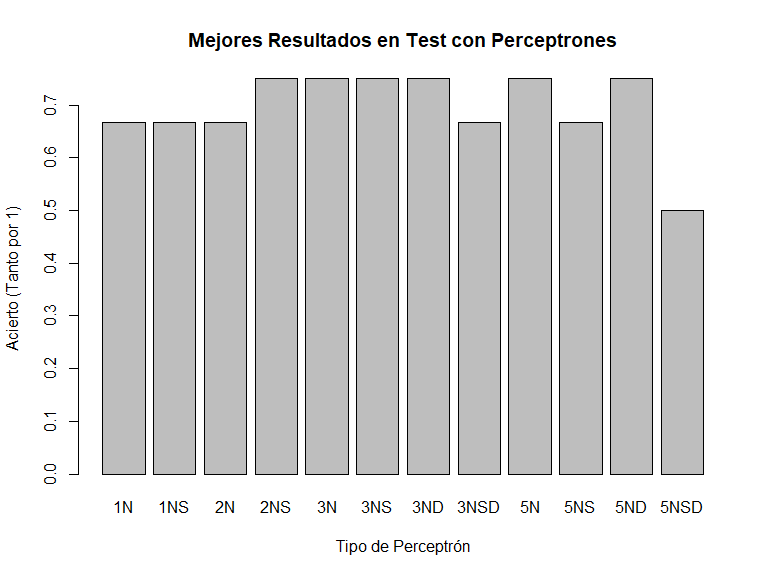 Mejores Resultados en Test con Perceptrones
Acierto (Tanto por 1)
0.7
0.6
0.5
0.4
0.3
0.2
0.1
0.0
1N 1NS 2N 2NS 3N 3NS 3ND 3NSD 5N 5NS 5ND 5NSD
Tipo de Perceptrón